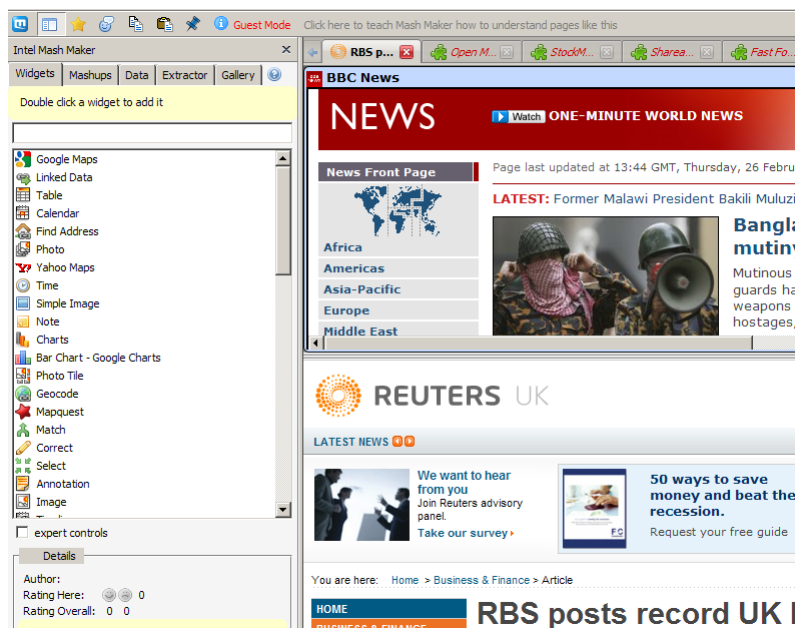 Guest Mode
Click here to teach Mash Maker how to understand pages like this
Intel Mash Maker
Widgets
Mashups
Data
Extractor
Gallery
Double click a widget to add it
Google Maps
Linked Data
Table
Calendar
Find Address
Photo
Yahoo Maps
Time
Simple Image
Note
Charts
Bar Chart - Google Charts
Photo Tile
Geocode
Mapquest
Match
Correct
Select
Annotation
Image
expert controls
Details
Author:
Rating Here: 0
Rating Overall: 0 0
RBS p...
Open M...
StockM...
Sharea...
Fast Fo...
BBC News
NEWS
Watch ONE-MINUTE WORLD NEWS
News Front Page
Africa
Americas
Asia-Pacific
Europe
Middle East
Page last updated at 13:44 GMT, Thursday, 26 Febru
LATEST: Former Malawi President Bakili Muluzi
Bangla
mutiny
Mutinous
guards ha
weapons
hostages,
REUTERS UK
LATEST NEWS
We want to hear
from you
Join Reuters advisory
panel.
Take our survey
50 ways to save
money and beat the
recession.
Request your free guide
You are here: Home > Business & Finance > Article
HOME
BUSINESS & FINANCE
RBS posts record UK